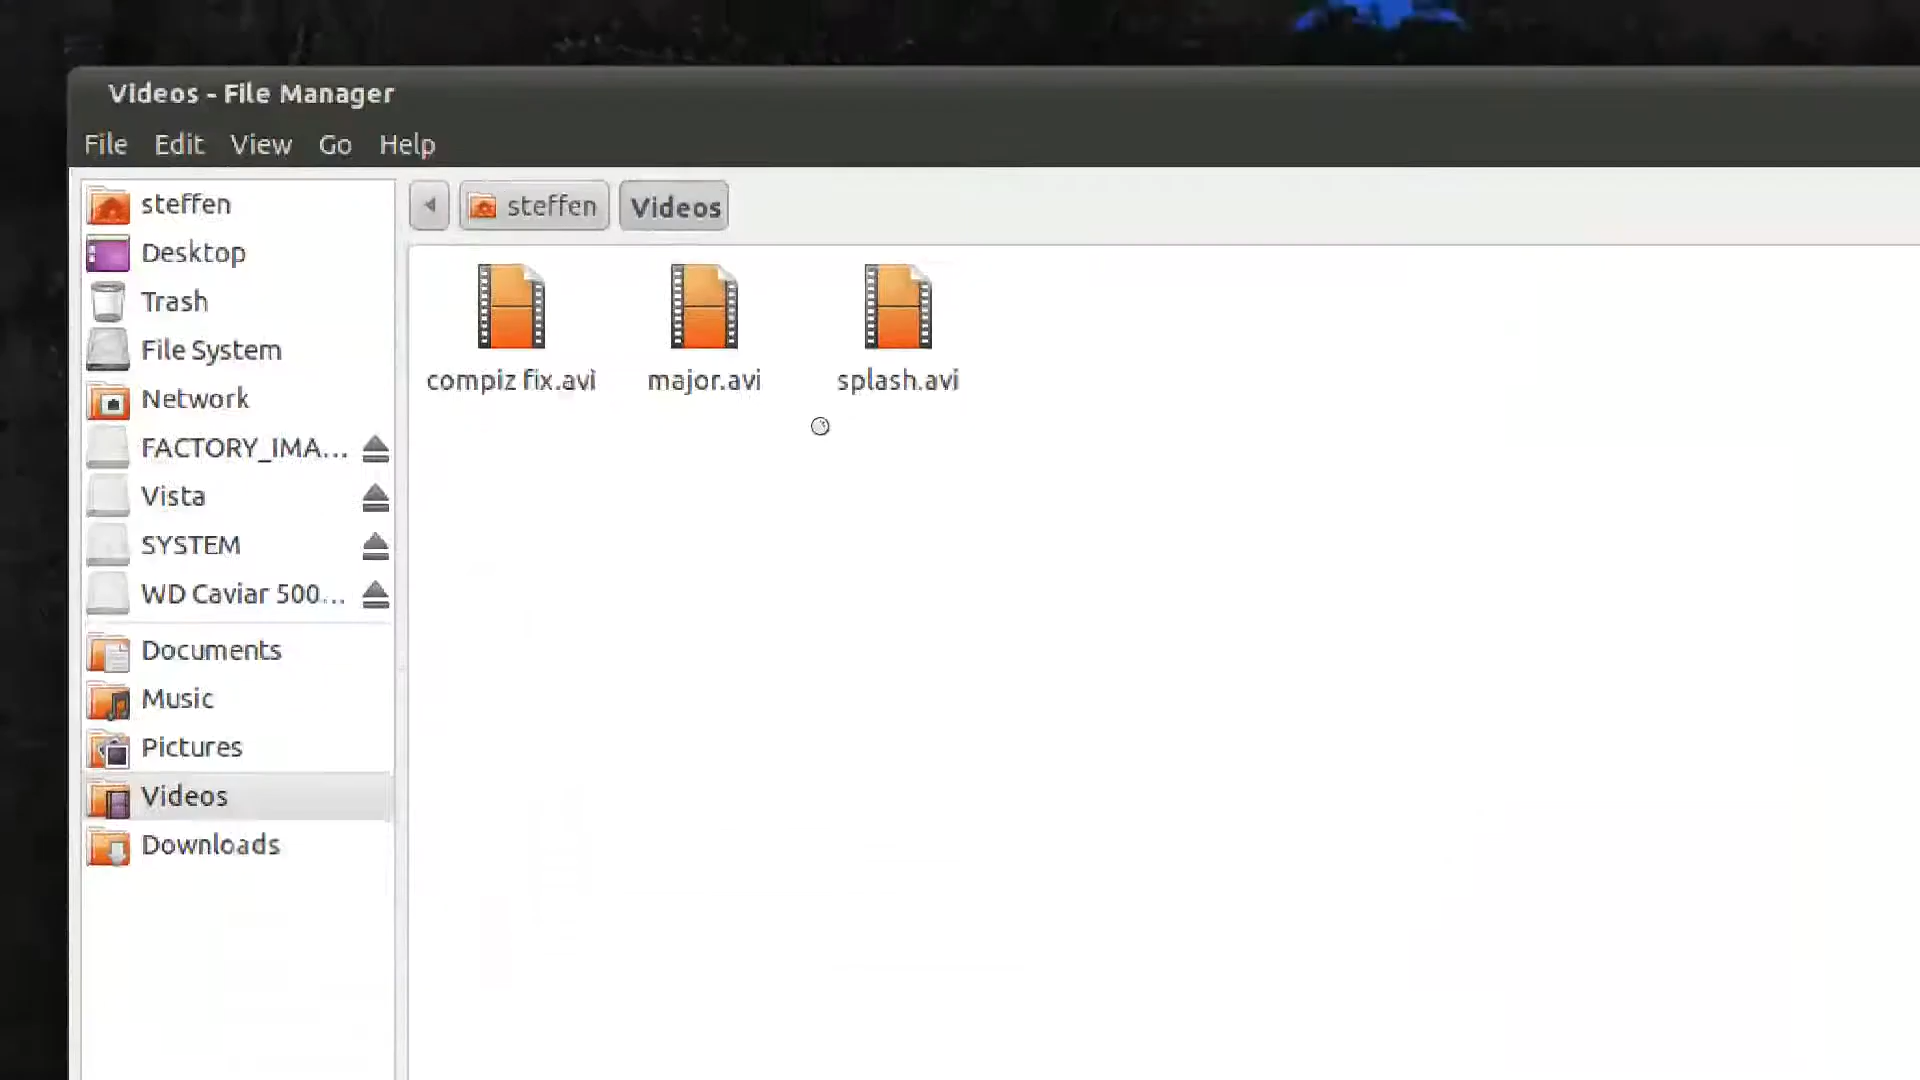 Videos - File Manager
File Edit View Go Help
steffen
Desktop
Trash
File System
Network
FACTORY_IMA...
Vista
SYSTEM
WD Caviar 500...
Documents
Music
Pictures
Videos
Downloads
steffen Videos
compiz fix.avi major.avi splash.avi